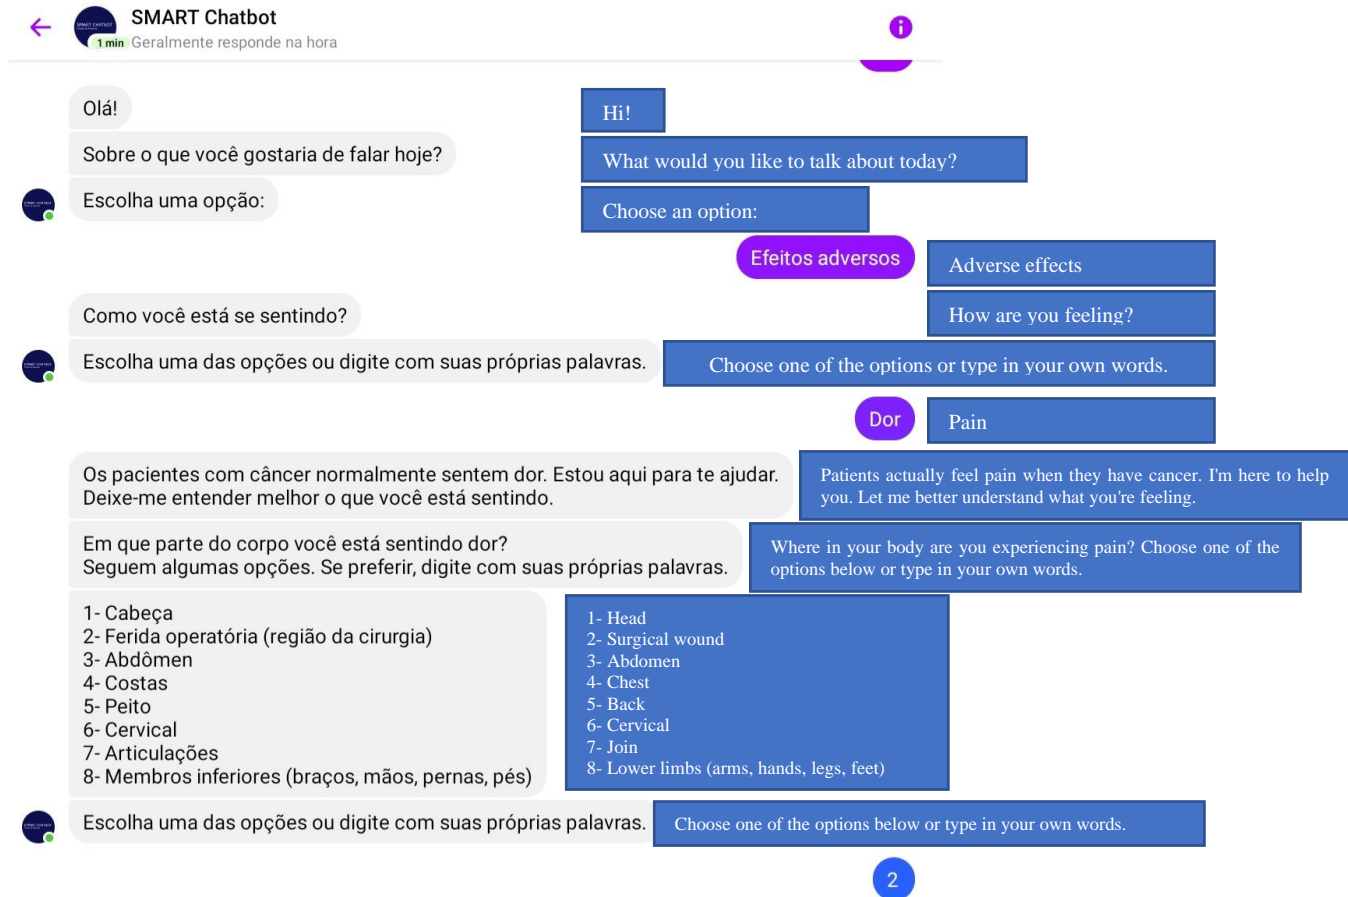 SMART Chatbot
1 min Geralmente responde na hora
Olá!
Hi!
Sobre o que você gostaria de falar hoje?
What would you like to talk about today?
Escolha uma opção:
Choose an option:
Efeitos adversos
Adverse effects
Como você está se sentindo?
How are you feeling?
Escolha uma das opções ou digite com suas próprias palavras.
Choose one of the options or type in your own words.
Dor
Pain
Os pacientes com câncer normalmente sentem dor. Estou aqui para te ajudar.
Deixe-me entender melhor o que você está sentindo.
Patients actually feel pain when they have cancer. I'm here to help
you. Let me better understand what you're feeling.
Em que parte do corpo você está sentindo dor?
Seguem algumas opções. Se preferir, digite com suas próprias palavras.
Where in your body are you experiencing pain? Choose one of the
options below or type in your own words.
1- Cabeça
2- Ferida operatória (região da cirurgia)
3- Abdômen
4- Costas
5- Peito
6- Cervical
7- Articulações
8- Membros inferiores (braços, mãos, pernas, pés)
1- Head
2- Surgical wound
3- Abdomen
4- Chest
5- Back
6- Cervical
7- Join
8- Lower limbs (arms, hands, legs, feet)
Escolha uma das opções ou digite com suas próprias palavras.
Choose one of the options below or type in your own words.
2